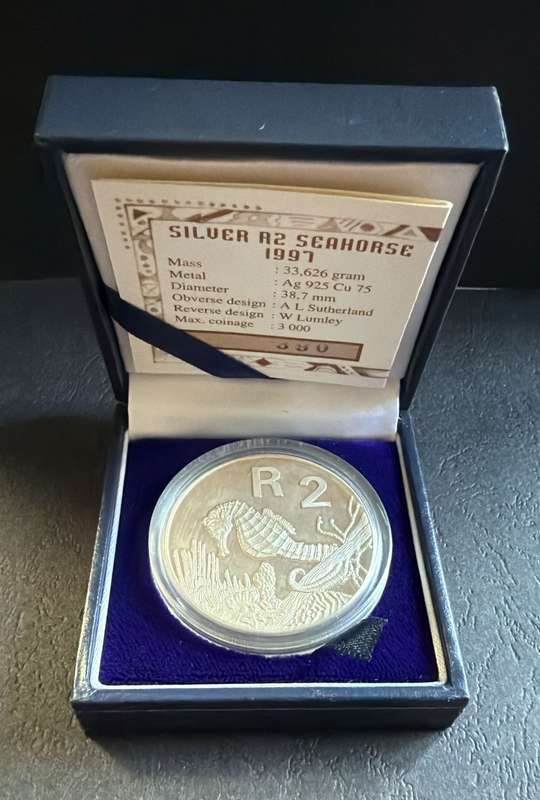 SILVER R2 SEAHORSE
1997
Mass : 33,626 gram
Metal : Ag 925 Cu 75
Diameter : 38,7 mm
Obverse design : A L Sutherland
Reverse design : W Lumley
Max. coinage : 3 000
380
R 2